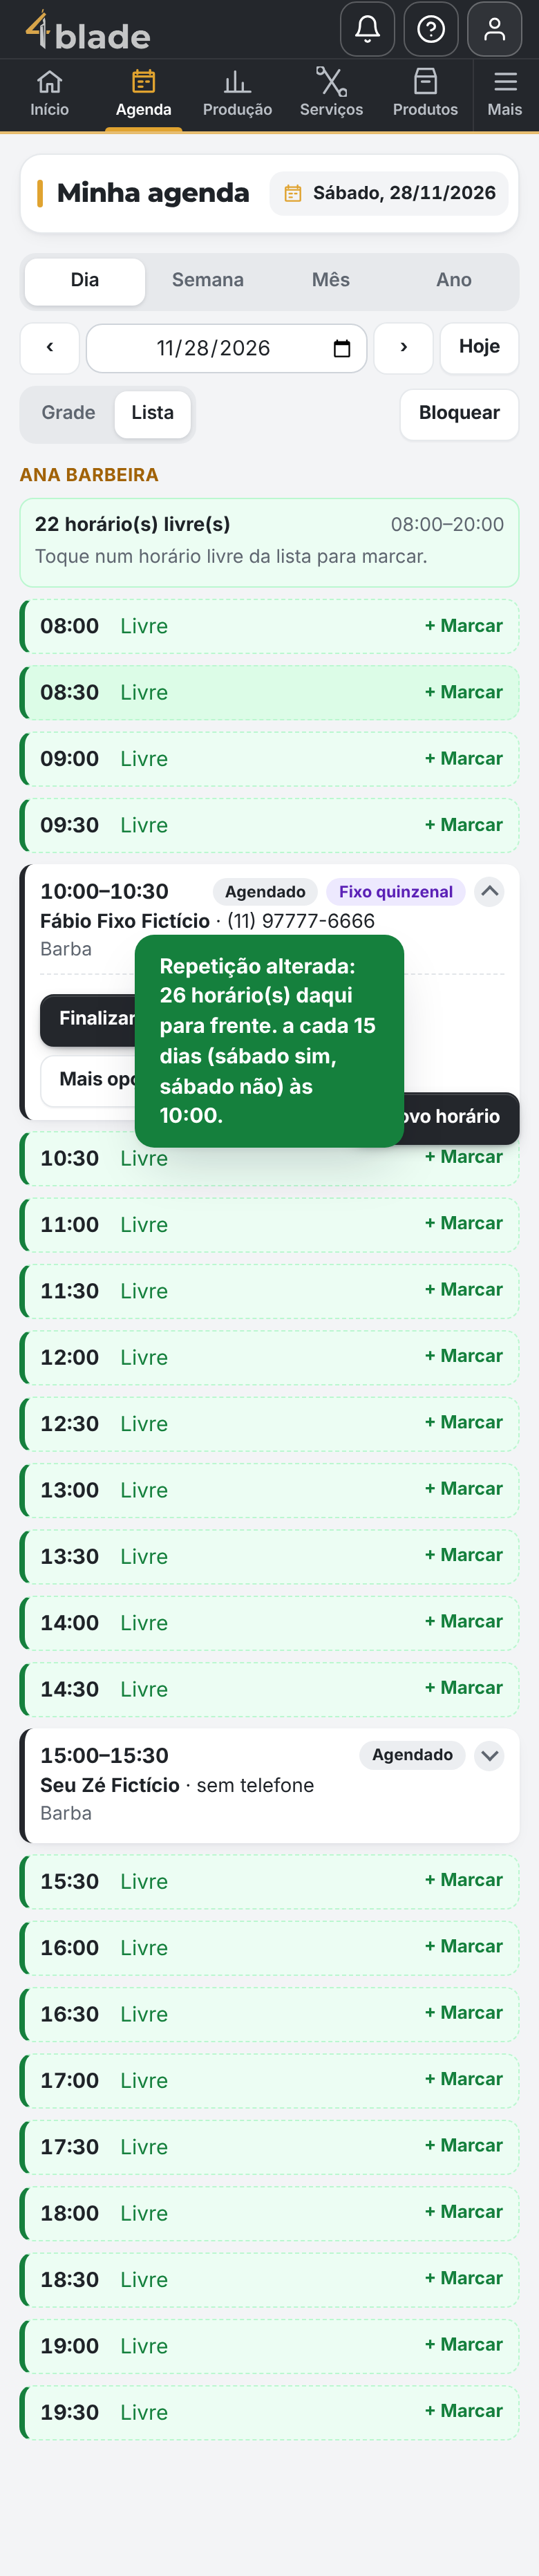 4blade
Início
Agenda
Produção
Serviços
Produtos
Mais
Minha agenda
Sábado, 28/11/2026
Dia
Semana
Mês
Ano
‹
11/28/2026
›
Hoje
Grade
Lista
Bloquear
ANA BARBEIRA
22 horário(s) livre(s)
08:00–20:00
Toque num horário livre da lista para marcar.
08:00 Livre + Marcar
08:30 Livre + Marcar
09:00 Livre + Marcar
09:30 Livre + Marcar
10:00–10:30 Agendado Fixo quinzenal
Fábio Fixo Fictício · (11) 97777-6666
Barba
Repetição alterada:
26 horário(s) daqui
para frente. a cada 15
dias (sábado sim,
sábado não) às
10:00.
Finalizar
Mais
horário
10:30 Livre + Marcar
11:00 Livre + Marcar
11:30 Livre + Marcar
12:00 Livre + Marcar
12:30 Livre + Marcar
13:00 Livre + Marcar
13:30 Livre + Marcar
14:00 Livre + Marcar
14:30 Livre + Marcar
15:00–15:30 Agendado
Seu Zé Fictício · sem telefone
Barba
15:30 Livre + Marcar
16:00 Livre + Marcar
16:30 Livre + Marcar
17:00 Livre + Marcar
17:30 Livre + Marcar
18:00 Livre + Marcar
18:30 Livre + Marcar
19:00 Livre + Marcar
19:30 Livre + Marcar